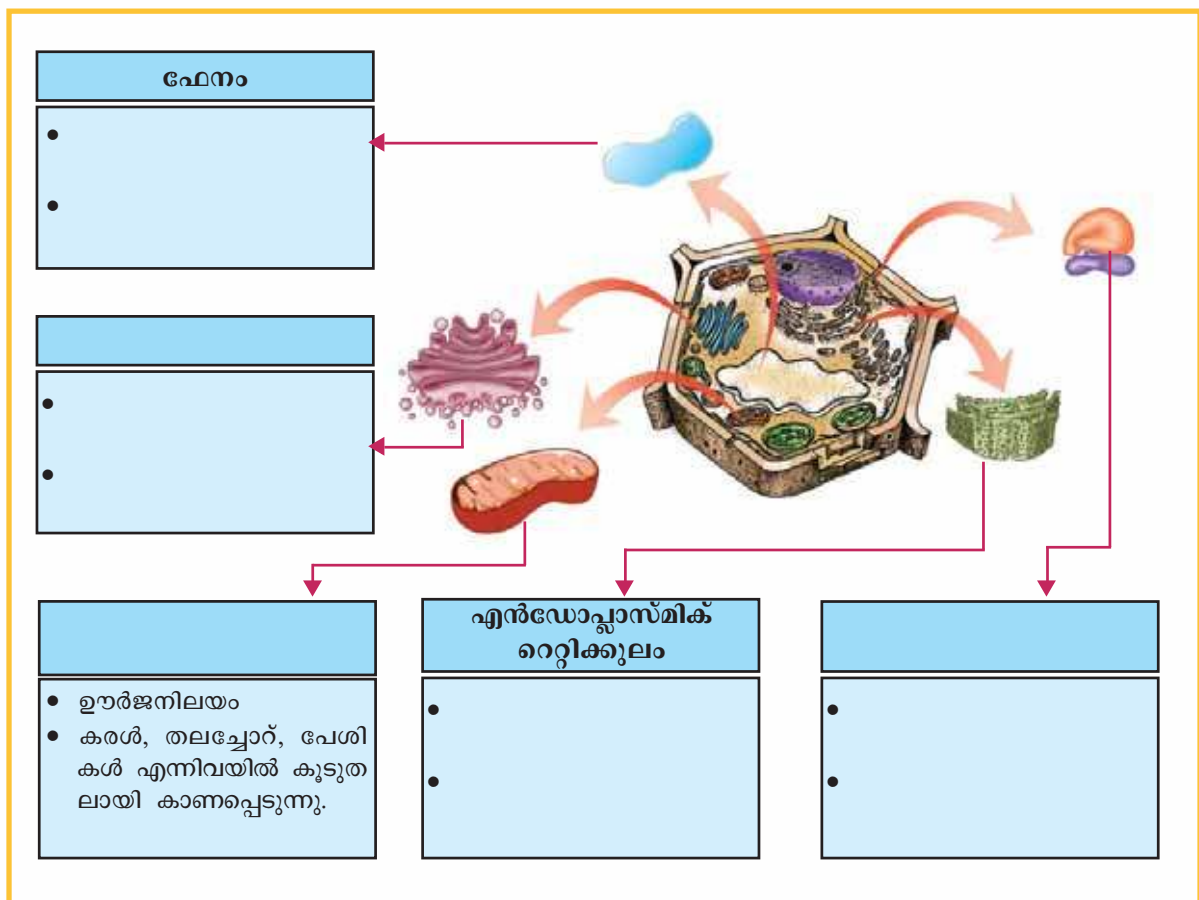 ഫേനം
എൻഡോപ്ലാസ്മിക്
റെറ്റിക്കുലം
• ഊർജനിലയം
• കരൾ, തലച്ചോറ്, പേശി
കൾ എന്നിവയിൽ കൂടുത
ലായി കാണപ്പെടുന്നു.